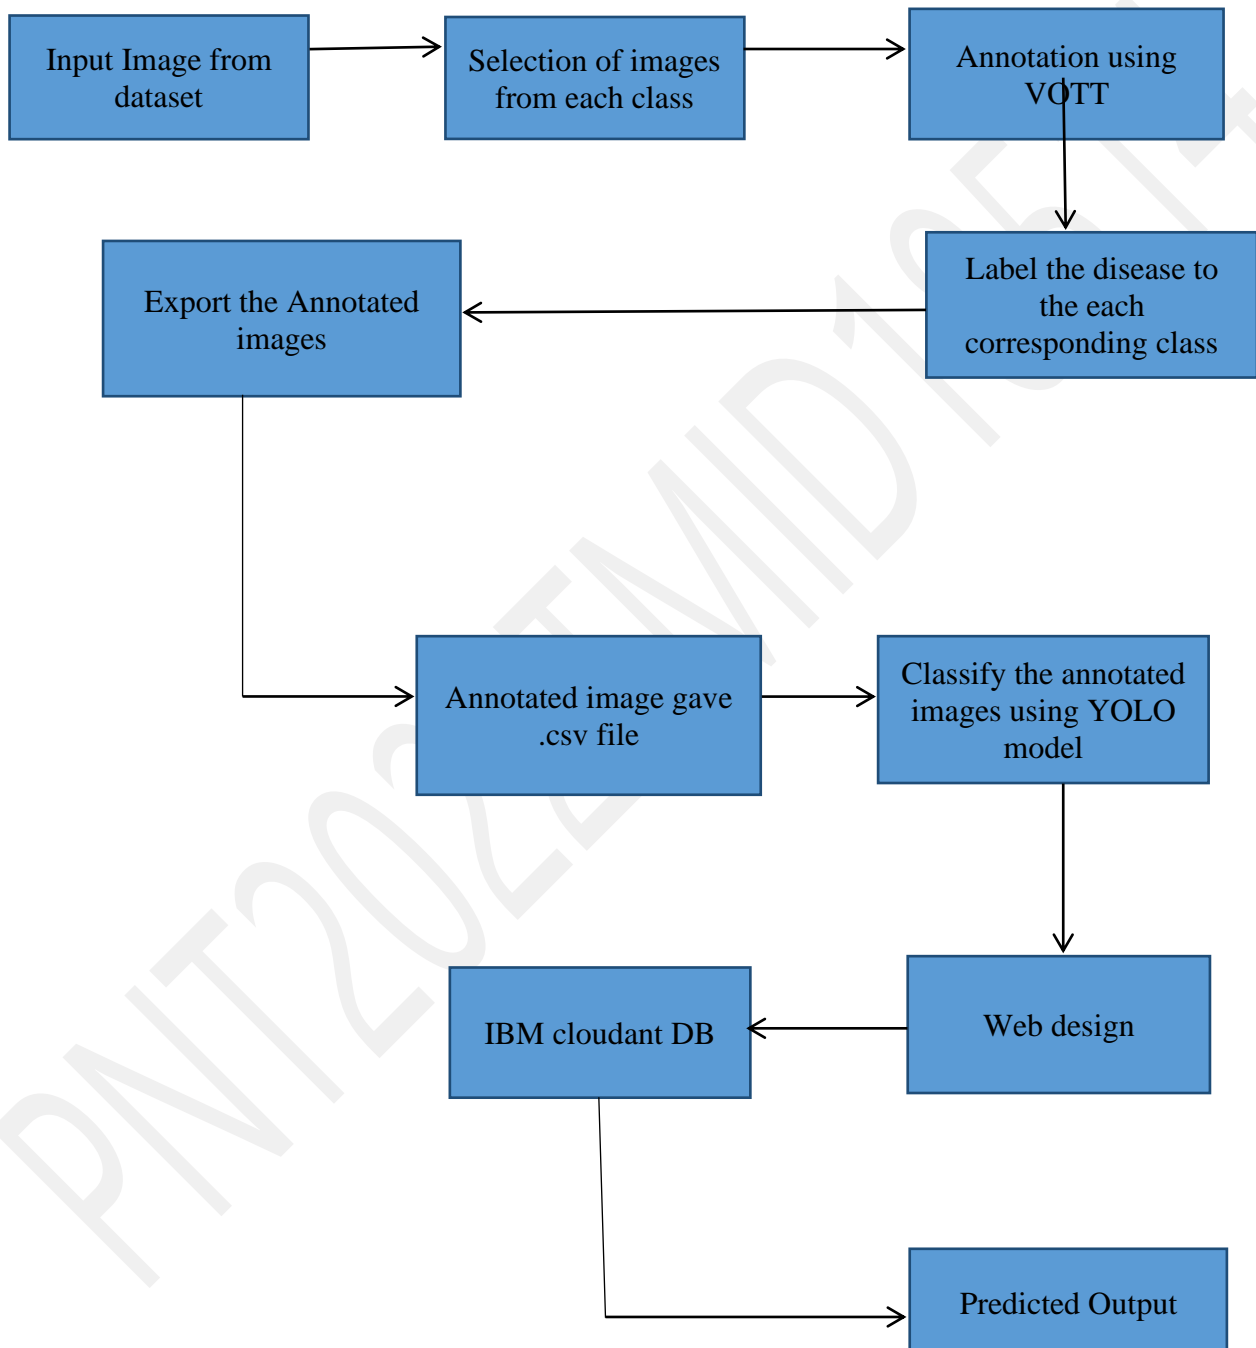 Input Image from
dataset
Selection of images
from each class
Annotation using
VOTT
Label the disease to
the each
corresponding class
Export the Annotated
images
Annotated image gave
.csv file
Classify the annotated
images using YOLO
model
Web design
IBM cloudant DB
Predicted Output